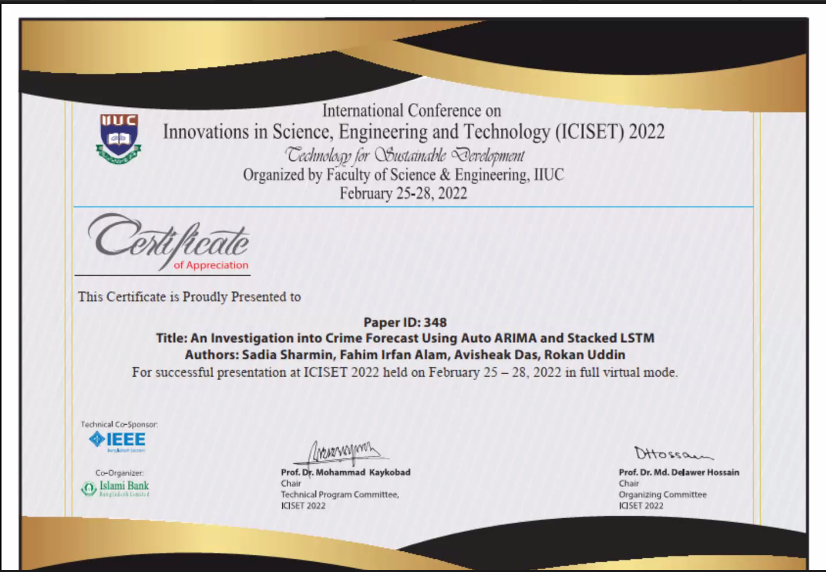 IIUC
International Conference on
Innovations in Science, Engineering and Technology (ICISET) 2022
Technology for Sustainable Development
Organized by Faculty of Science & Engineering, IIUC
February 25-28, 2022
Certificate
of Appreciation
This Certificate is Proudly Presented to
Paper ID: 348
Title: An Investigation into Crime Forecast Using Auto ARIMA and Stacked LSTM
Authors: Sadia Sharmin, Fahim Irfan Alam, Avisheak Das, Rokan Uddin
For successful presentation at ICISET 2022 held on February 25 – 28, 2022 in full virtual mode.
Technical Co-Sponsor:
IEEE
Bangladesh Section
Co-Organizer:
Islami Bank
Bangladesh Limited
Prof. Dr. Mohammad Kaykobad
Chair
Technical Program Committee,
ICISET 2022
DHossain
Prof. Dr. Md. Delawer Hossain
Chair
Organizing Committee
ICISET 2022